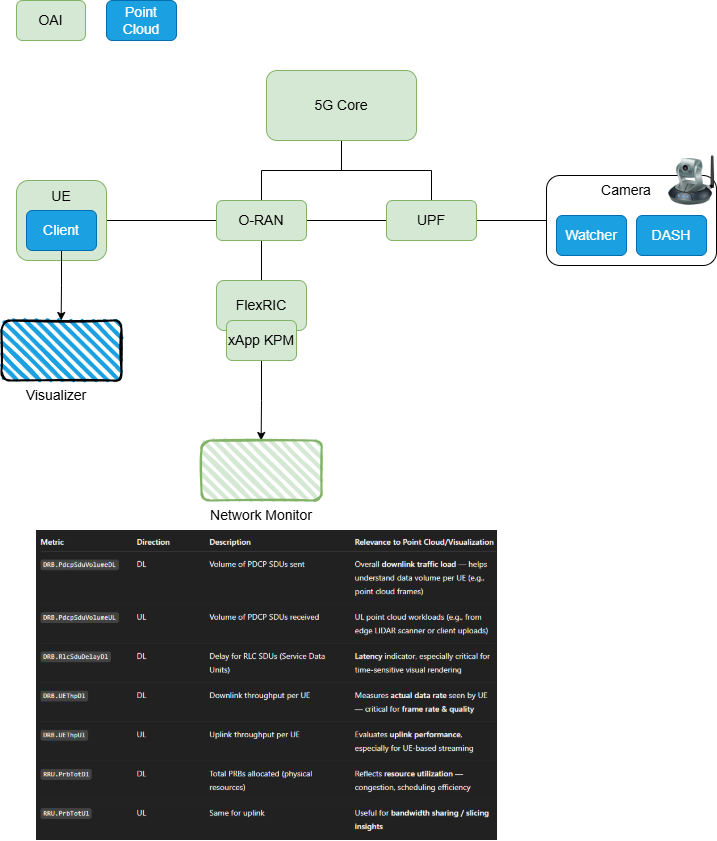 OAI
Point
Cloud
5G Core
UE
Client
O-RAN
UPF
Camera
Watcher
DASH
FlexRIC
xApp KPM
Visualizer
Network Monitor
Metric Direction Description Relevance to Point Cloud/Visualization
DRB.PdcpSduVolumeDL DL Volume of PDCP SDUs sent Overall downlink traffic load — helps
understand data volume per UE (e.g.,
point cloud frames)
DRB.PdcpSduVolumeUL UL Volume of PDCP SDUs received UL point cloud workloads (e.g., from
edge LIDAR scanner or client uploads)
DRB.RlcSduDelayDl DL Delay for RLC SDUs (Service Data Latency indicator, especially critical for
Units) time-sensitive visual rendering
DRB.UEThpDl DL Downlink throughput per UE Measures actual data rate seen by UE
— critical for frame rate & quality
DRB.UEThpUl UL Uplink throughput per UE Evaluates uplink performance,
especially for UE-based streaming
RRU.PrbTotDl DL Total PRBs allocated (physical Reflects resource utilization —
resources) congestion, scheduling efficiency
RRU.PrbTotUl UL Same for uplink Useful for bandwidth sharing / slicing
insights